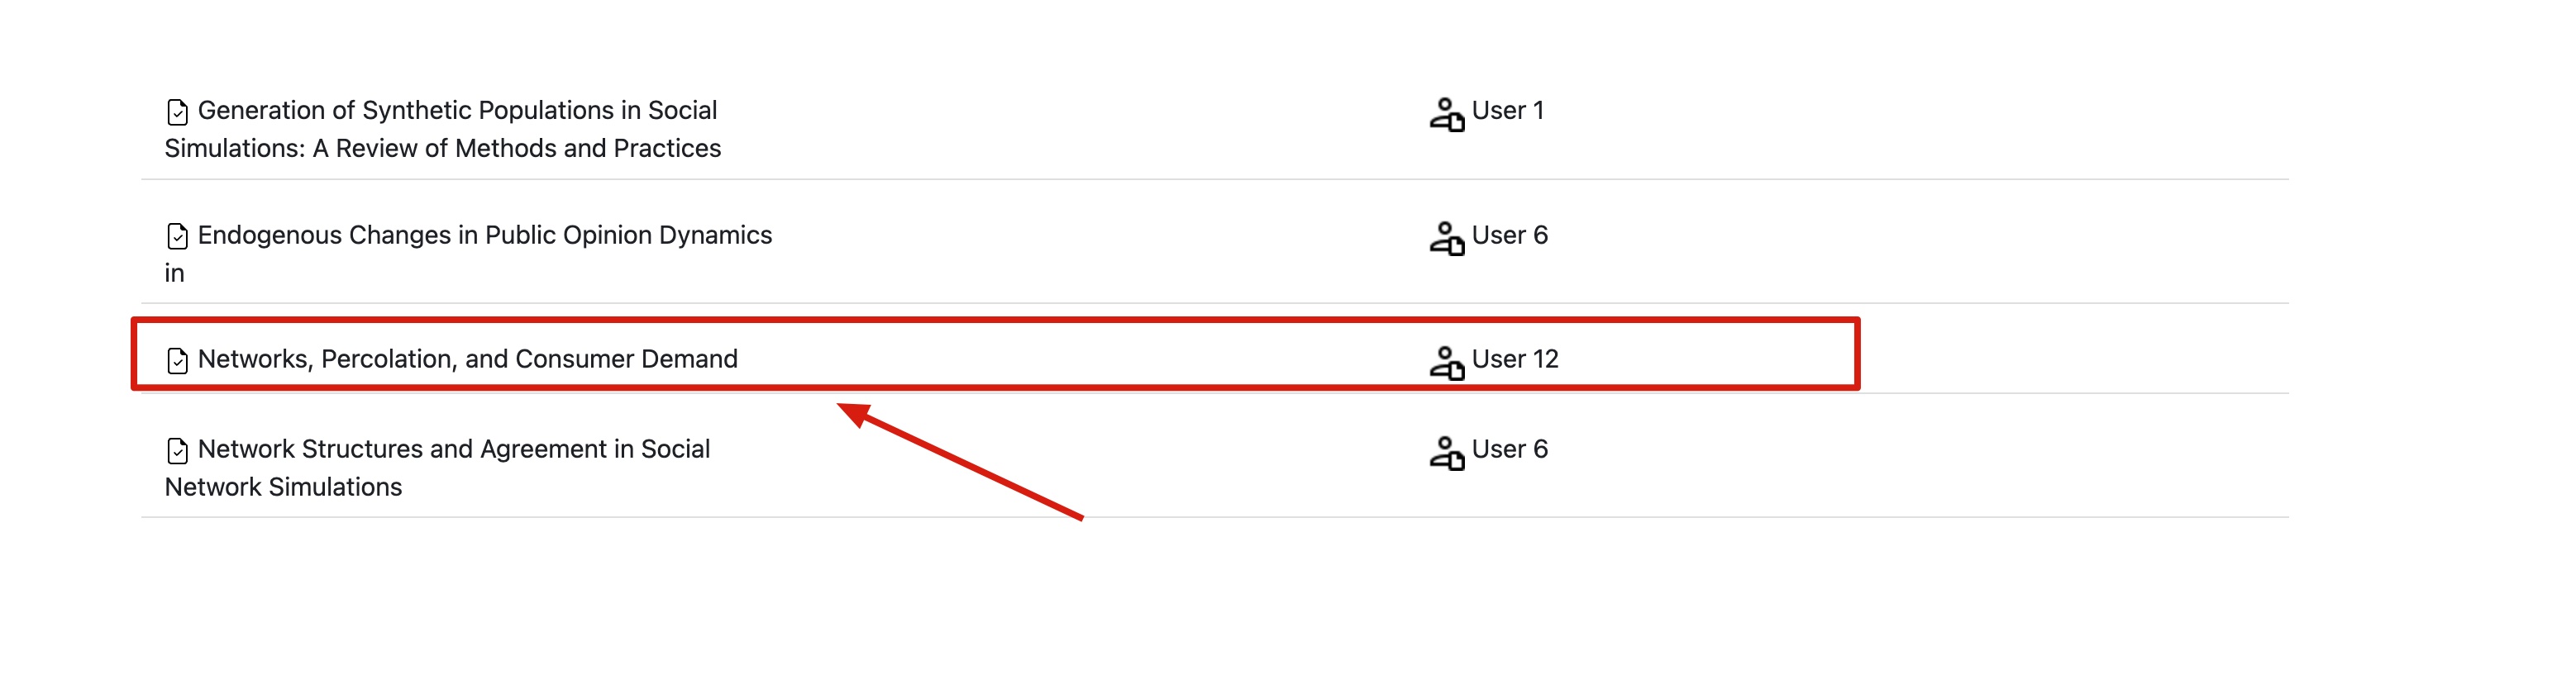 Generation of Synthetic Populations in Social
Simulations: A Review of Methods and Practices
User 1
Endogenous Changes in Public Opinion Dynamics
in
User 6
Networks, Percolation, and Consumer Demand
User 12
Network Structures and Agreement in Social
Network Simulations
User 6